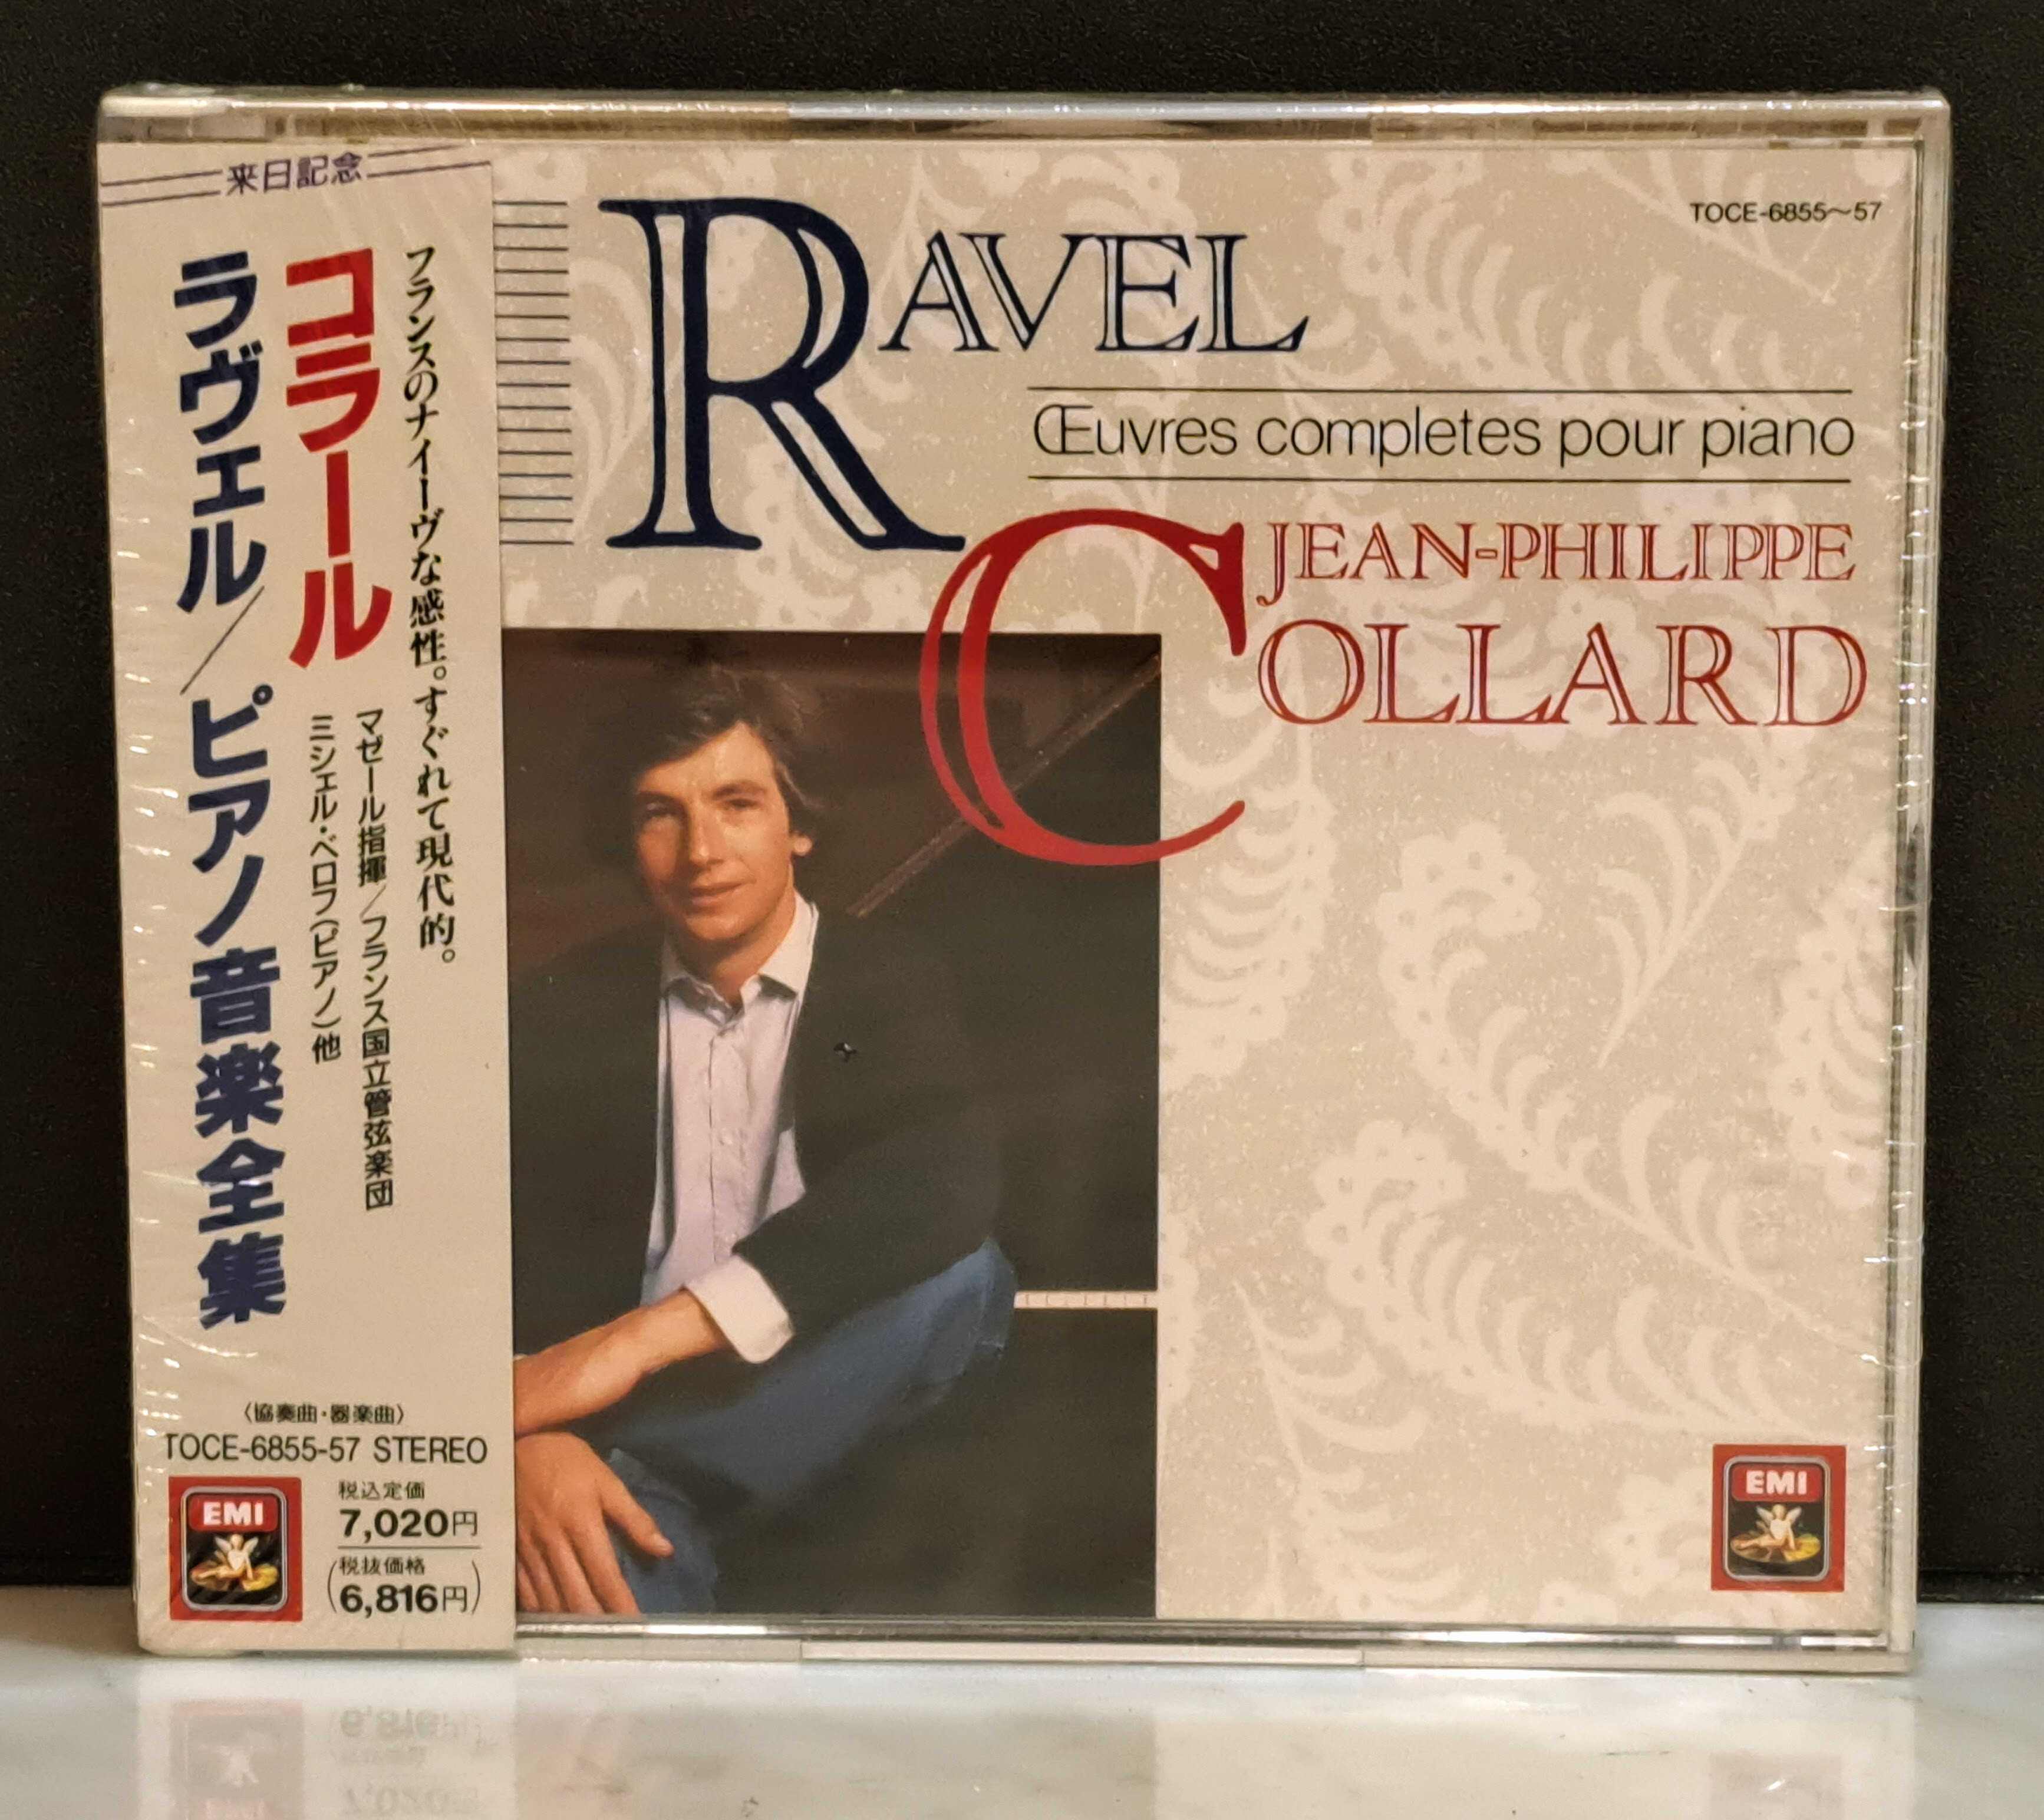 来日記念
フランスのナイーヴな感性。すぐれて現代的。
コラール
マゼール指揮／フランス国立管弦楽団
ミシェル・ベロフ(ピアノ)他
ラヴェル／ピアノ音楽全集
〈協奏曲・器楽曲〉
TOCE-6855-57 STEREO
EMI
税込定価
7,020円
(税抜価格
6,816円)
TOCE-6855～57
RAVEL
Œuvres completes pour piano
JEAN-PHILIPPE
COLLARD
EMI